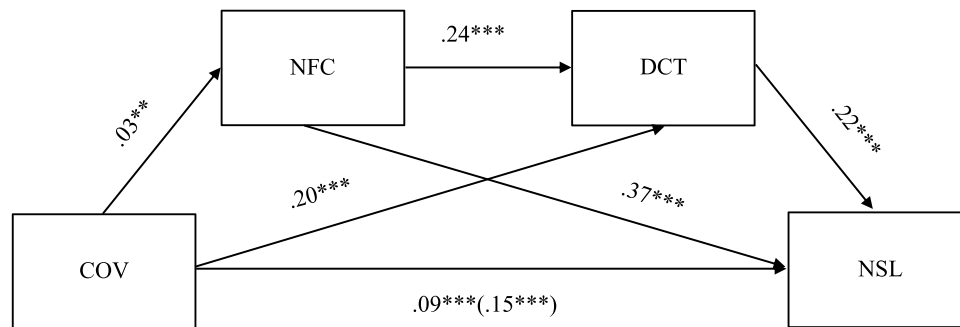 .24***
NFC
DCT
.03**
.22***
.20***
.37***
COV
NSL
.09***(.15***)